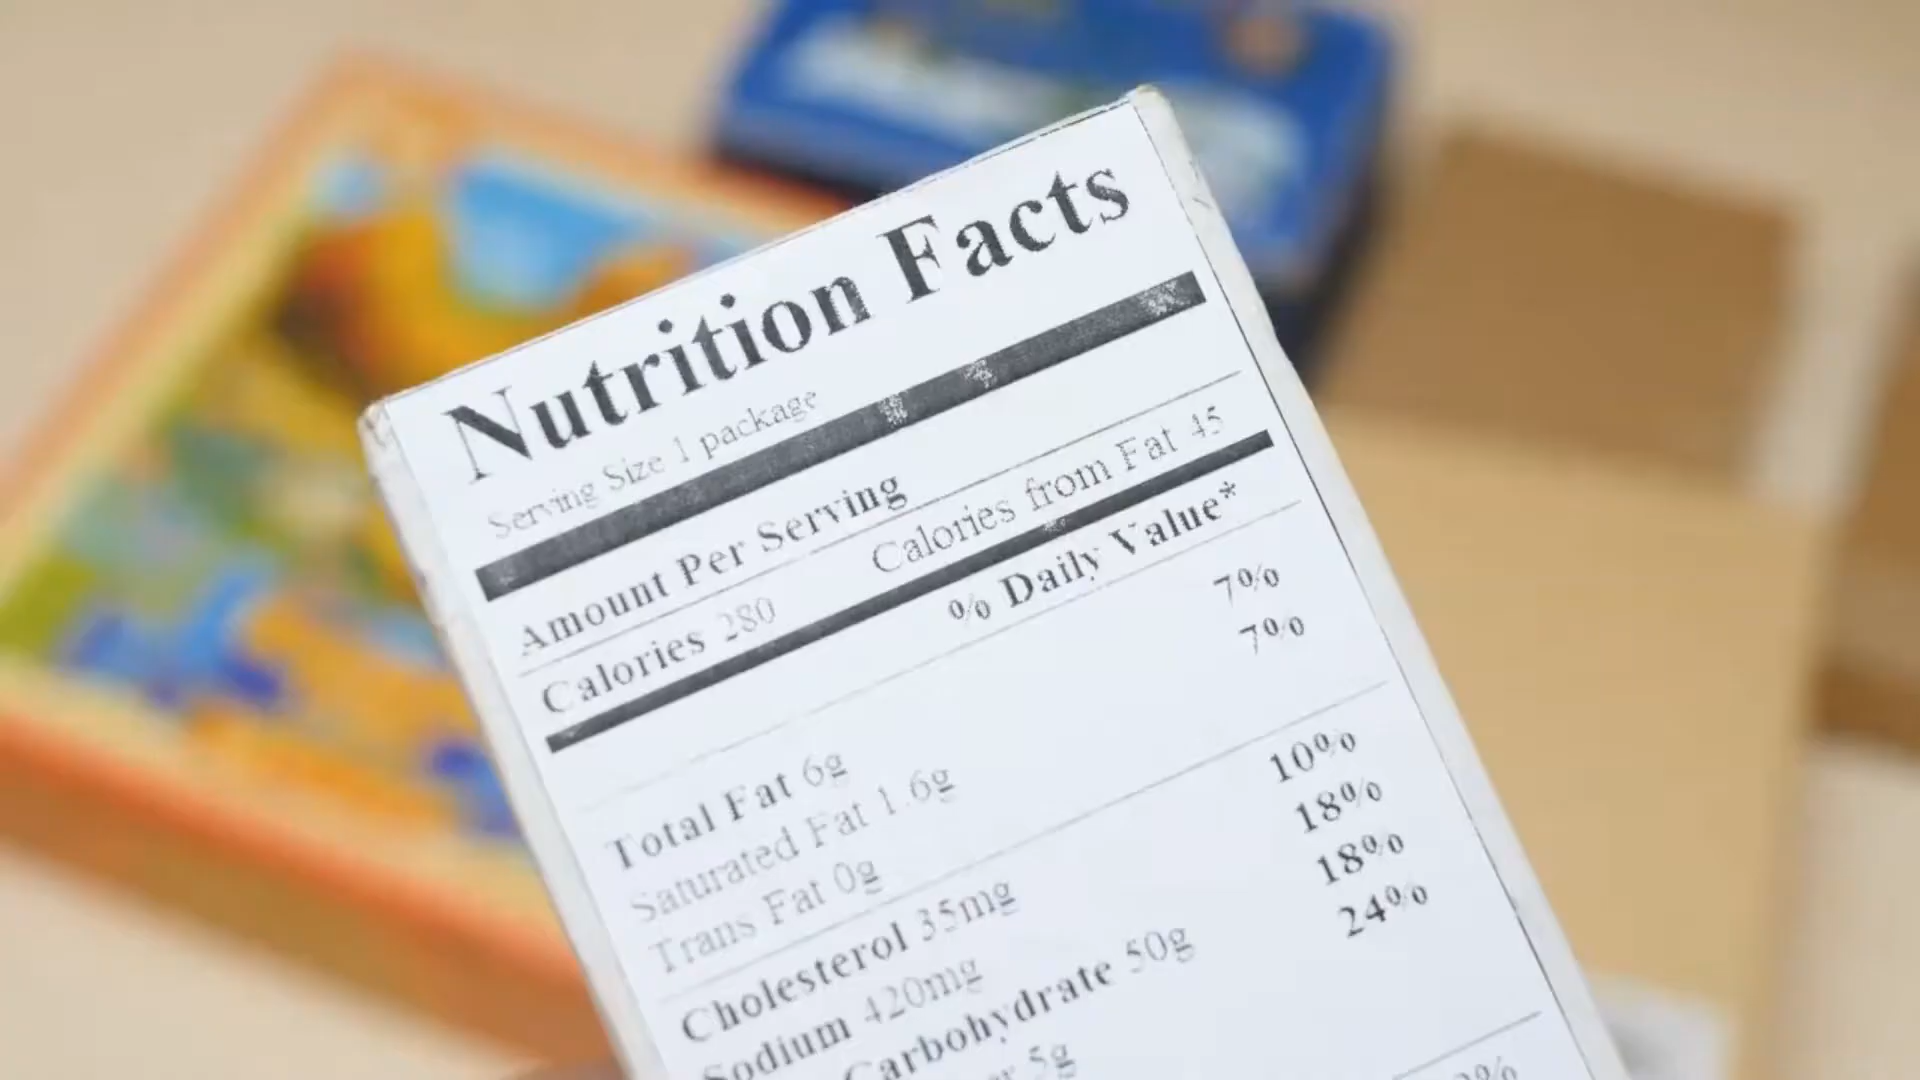 Nutrition Facts
Serving Size 1 package
Amount Per Serving
Calories 280 Calories from Fat 45
% Daily Value*
Total Fat 6g 7%
Saturated Fat 1.6g 7%
Trans Fat 0g
Cholesterol 35mg 10%
Sodium 420mg 18%
Carbohydrate 50g 18%
5g 24%